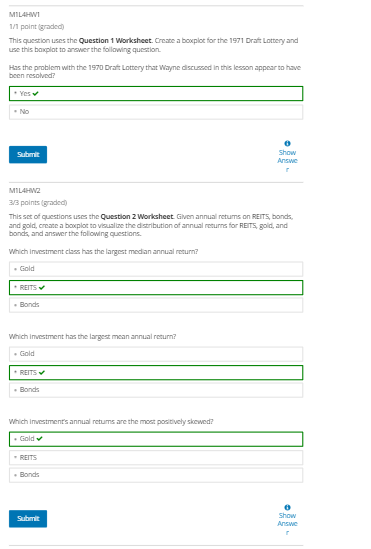 M1L4HW1
1/1 point (graded)
This question uses the Question 1 Worksheet. Create a boxplot for the 1971 Draft Lottery and
use this boxplot to answer the following question.
Has the problem with the 1970 Draft Lottery that Wayne discussed in this lesson appear to have
been resolved?
Yes
No
Submit
Show
Answe
r
M1L4HW2
3/3 points (graded)
This set of questions uses the Question 2 Worksheet. Given annual returns on REITS, bonds,
and gold, create a boxplot to visualize the distribution of annual returns for REITS, gold, and
bonds, and answer the following questions.
Which investment class has the largest median annual return?
Gold
REITS
Bonds
Which investment has the largest mean annual return?
Gold
REITS
Bonds
Which investment's annual returns are the most positively skewed?
Gold
REITS
Bonds
Submit
Show
Answe
r